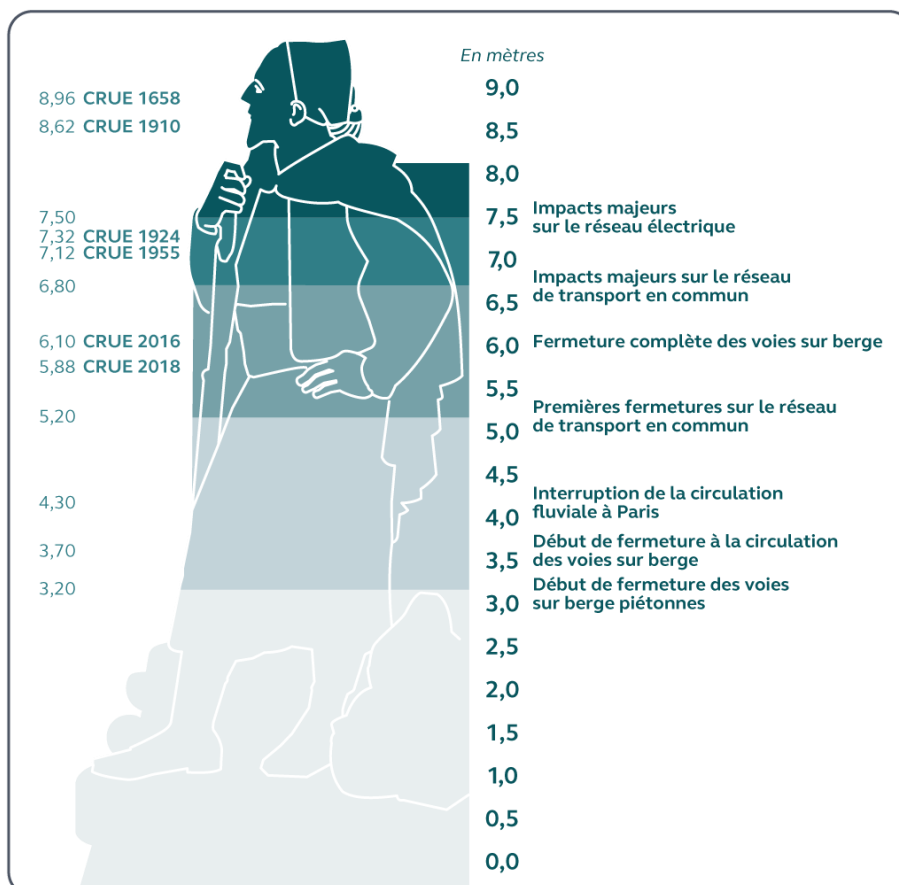 En mètres
8,96 CRUE 1658
8,62 CRUE 1910
7,50
7,32 CRUE 1924
7,12 CRUE 1955
6,80
6,10 CRUE 2016
5,88 CRUE 2018
5,20
4,30
3,70
3,20
9,0
8,5
8,0
7,5
7,0
6,5
6,0
5,5
5,0
4,5
4,0
3,5
3,0
2,5
2,0
1,5
1,0
0,5
0,0
Impacts majeurs
sur le réseau électrique
Impacts majeurs sur le réseau
de transport en commun
Fermeture complète des voies sur berge
Premières fermetures sur le réseau
de transport en commun
Interruption de la circulation
fluviale à Paris
Début de fermeture à la circulation
des voies sur berge
Début de fermeture des voies
sur berge piétonnes